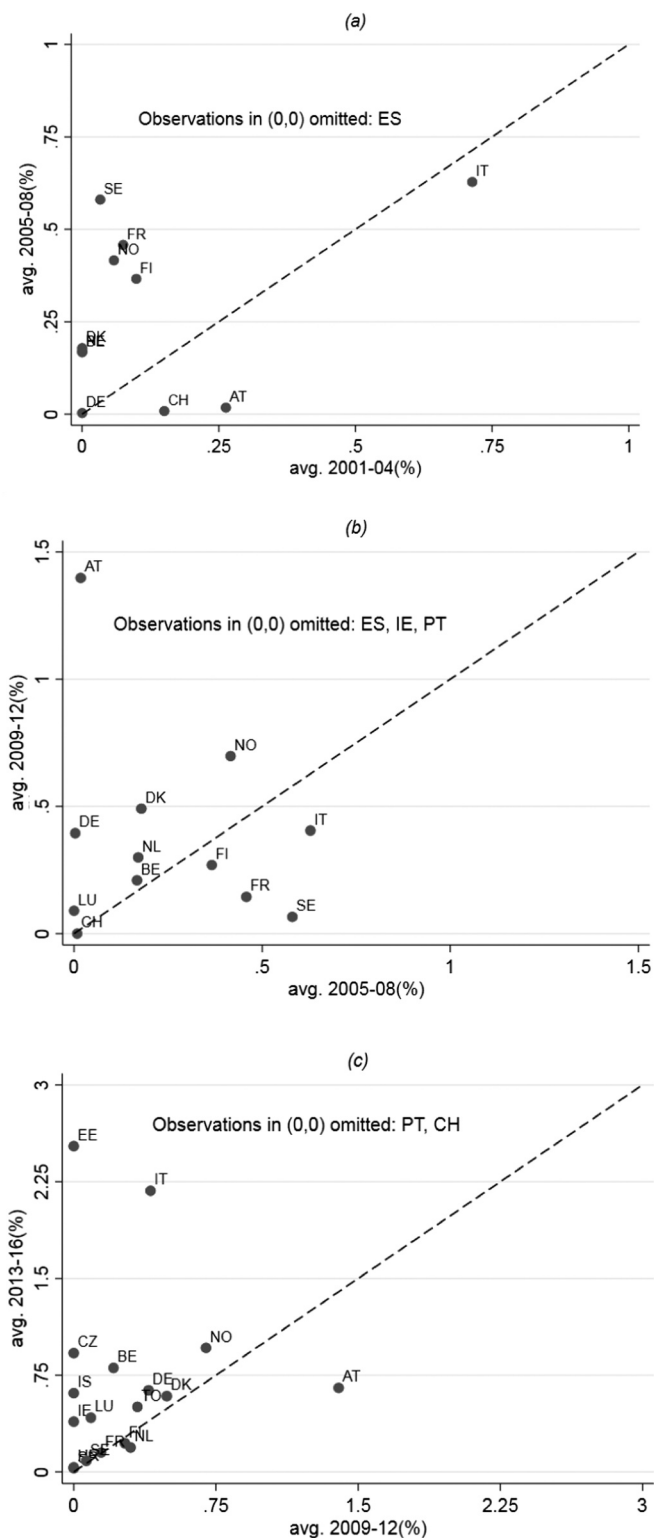 (a)
1
Observations in (0,0) omitted: ES
.75
IT
SE
avg. 2005-08(%)
.5
FR
NO
FI
.25
DK
DE
CH
AT
0
0
.25
.5
.75
1
avg. 2001-04(%)
(b)
1.5
AT
Observations in (0,0) omitted: ES, IE, PT
1
avg. 2009-12(%)
NO
.5
DK
DE
IT
NL
FI
BE
FR
LU
SE
CH
0
0
.5
1
1.5
avg. 2005-08(%)
(c)
3
Observations in (0,0) omitted: PT, CH
EE
2.25
IT
avg. 2013-16(%)
1.5
NO
CZ
BE
.75
DE
DK
AT
IS
TO
LU
IE
FI
NL
FR
SE
0
0
.75
1.5
2.25
3
avg. 2009-12(%)